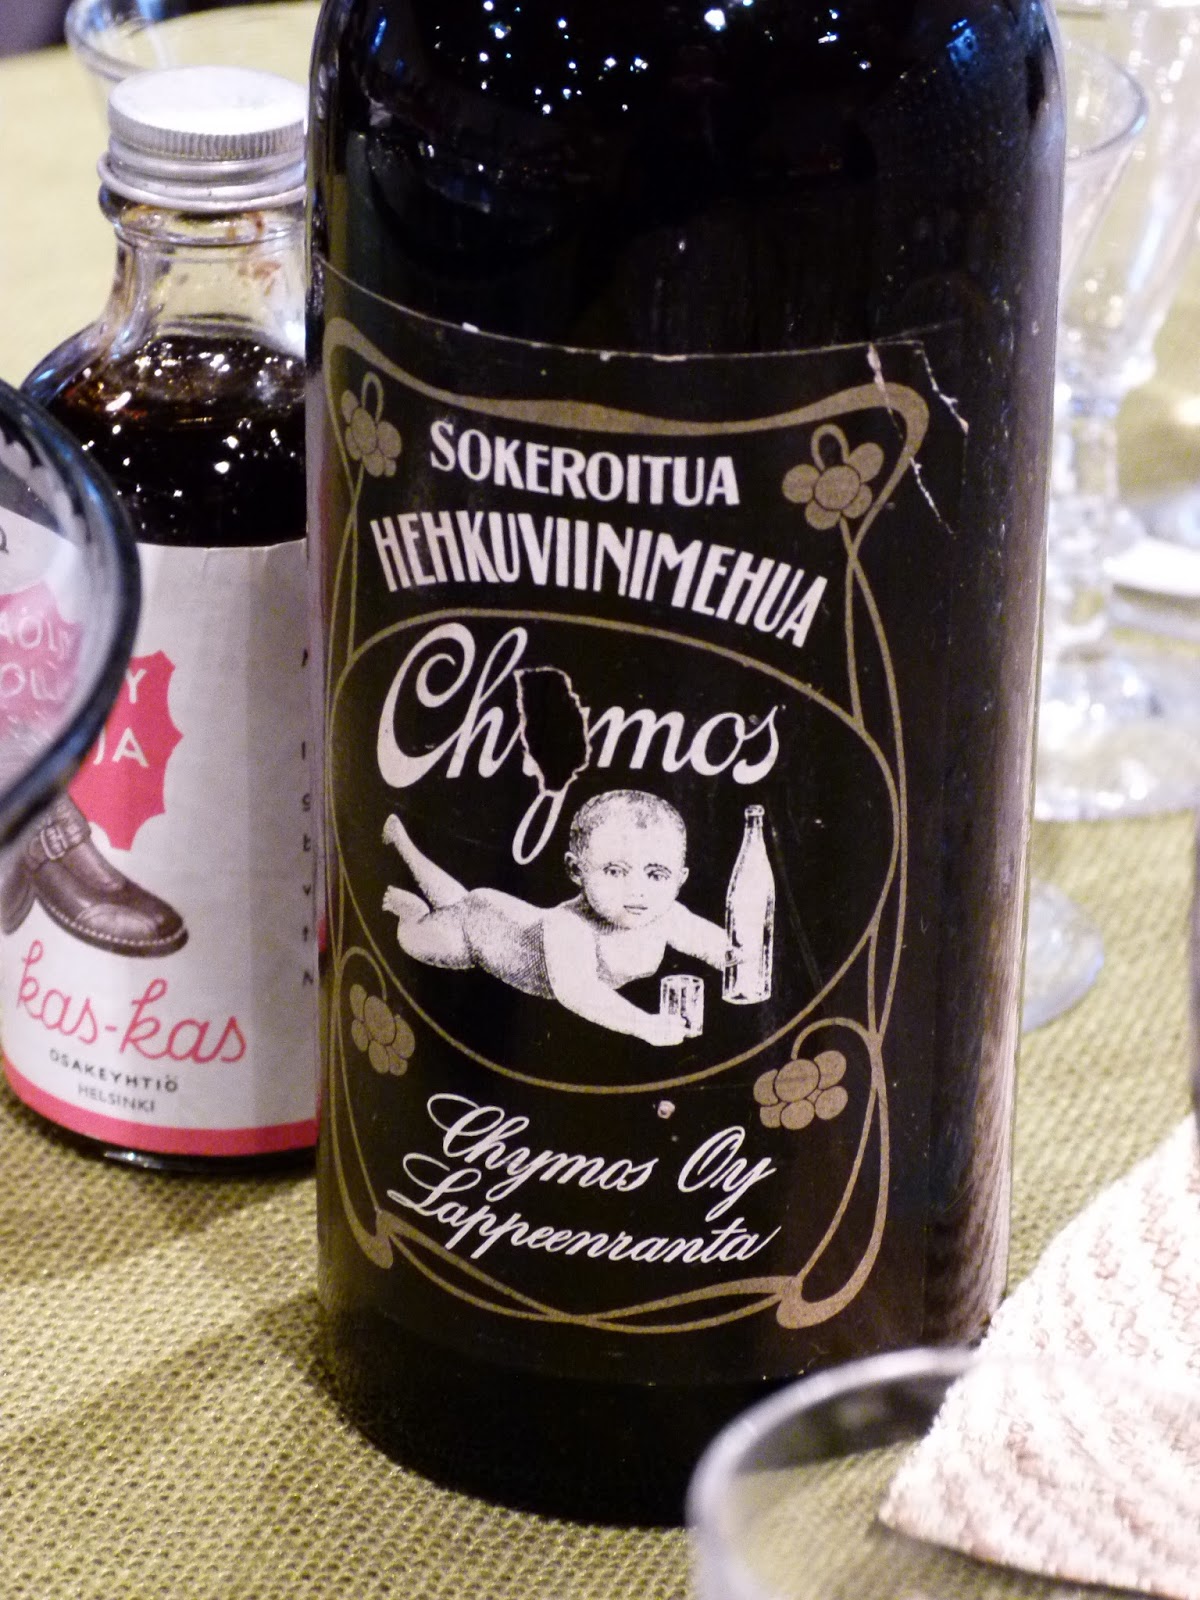 SOKEROITUA
HEHKUVIINIMEHUA
Chymos
Chymos Oy
Lappeenranta
kas-kas
OSAKEYHTIÖ
HELSINKI